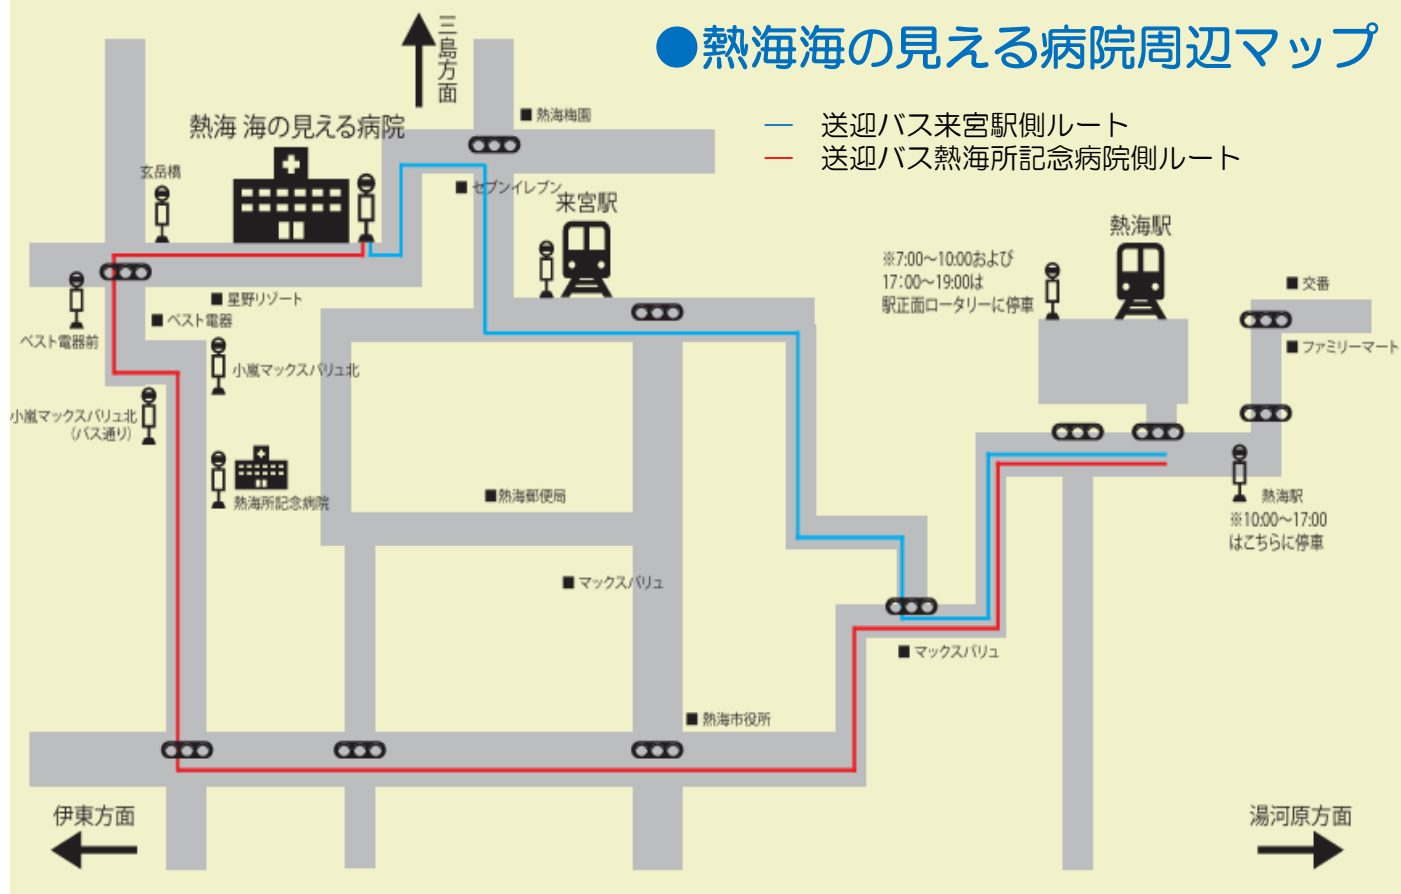 ●熱海海の見える病院周辺マップ
三島方面
― 送迎バス来宮駅側ルート
― 送迎バス熱海所記念病院側ルート
■熱海梅園
熱海 海の見える病院
玄岳橋
■セブンイレブン
来宮駅
熱海駅
※7:00～10:00および
17:00～19:00は
駅正面ロータリーに停車
■交番
■星野リゾート
■ベスト電器
ベスト電器前
■ファミリーマート
小嵐マックスバリュ北
小嵐マックスバリュ北
(バス通り)
熱海所記念病院
■熱海郵便局
熱海駅
※10:00～17:00
はこちらに停車
■マックスバリュ
■マックスバリュ
■熱海市役所
伊東方面
湯河原方面